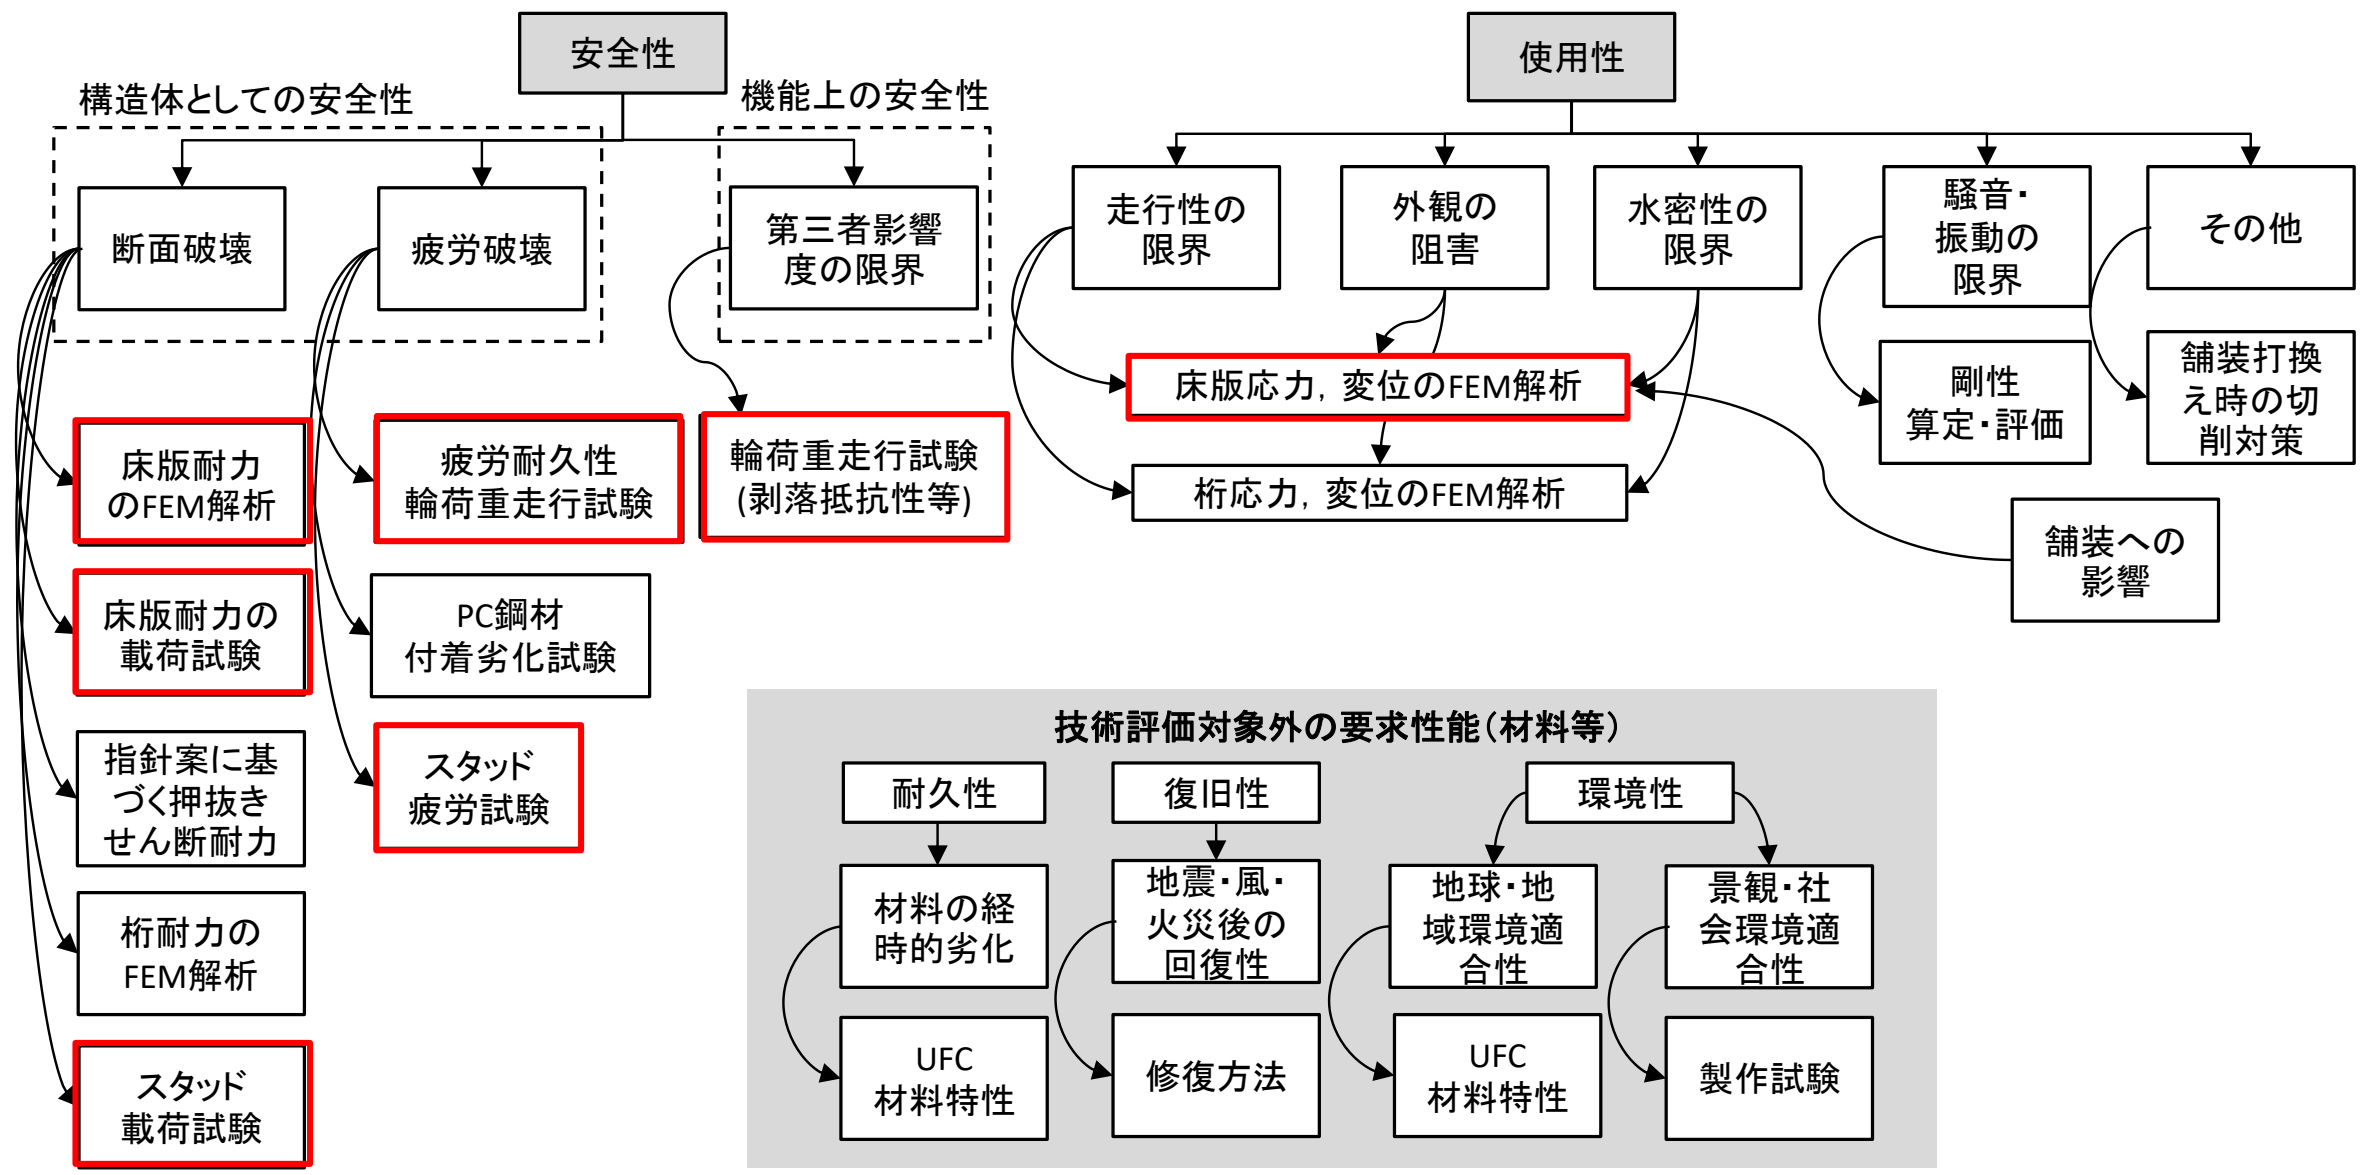 安全性
構造体としての安全性
機能上の安全性
断面破壊
疲労破壊
第三者影響
度の限界
床版耐力
のFEM解析
床版耐力の
載荷試験
指針案に基
づく押抜き
せん断耐力
桁耐力の
FEM解析
スタッド
載荷試験
疲労耐久性
輪荷重走行試験
PC鋼材
付着劣化試験
スタッド
疲労試験
輪荷重走行試験
(剥落抵抗性等)
使用性
走行性の
限界
外観の
阻害
水密性の
限界
騒音・
振動の
限界
その他
床版応力，変位のFEM解析
桁応力，変位のFEM解析
剛性
算定・評価
舗装打換
え時の切
削対策
舗装への
影響
技術評価対象外の要求性能（材料等）
耐久性
復旧性
環境性
材料の経
時的劣化
地震・風・
火災後の
回復性
地球・地
域環境適
合性
景観・社
会環境適
合性
UFC
材料特性
修復方法
UFC
材料特性
製作試験